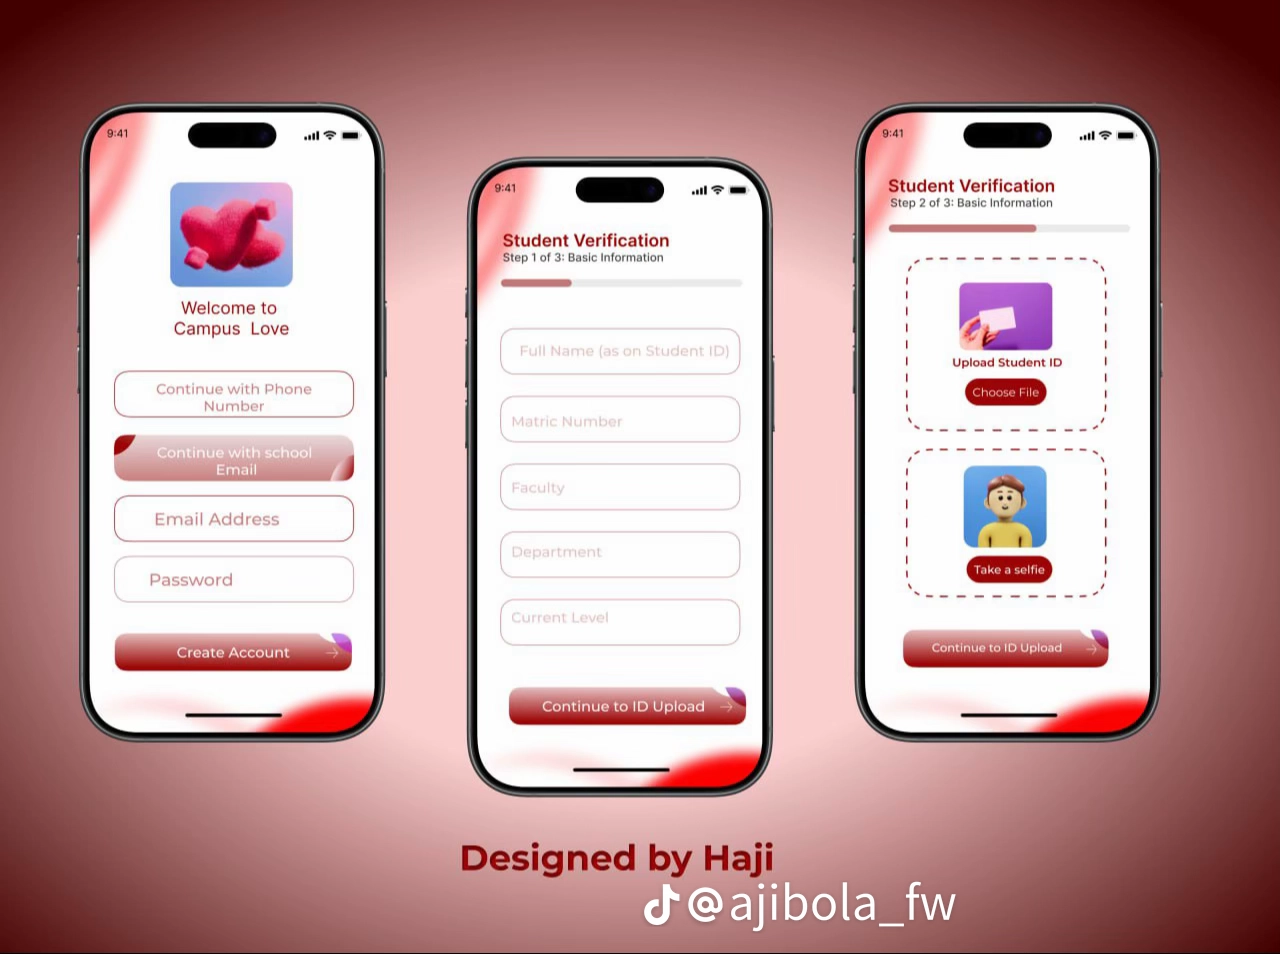 9:41
Welcome to
Campus Love
Continue with Phone
Number
Continue with school
Email
Email Address
Password
Create Account →
9:41
Student Verification
Step 1 of 3: Basic Information
Full Name (as on Student ID)
Matric Number
Faculty
Department
Current Level
Continue to ID Upload →
9:41
Student Verification
Step 2 of 3: Basic Information
Upload Student ID
Choose File
Take a selfie
Continue to ID Upload →
Designed by Haji
@ajibola_fw